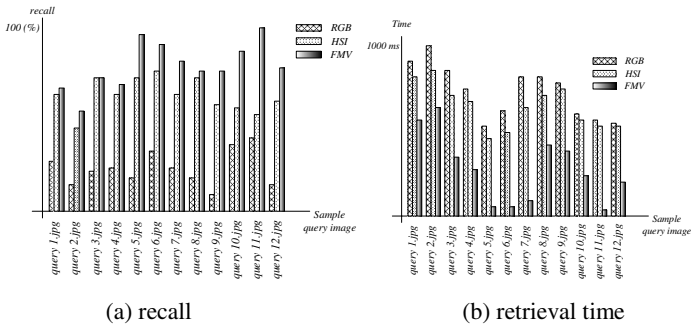 recall
100 (%)
RGB
HSI
FMV
Sample
query image
query 1.jpg
query 2.jpg
query 3.jpg
query 4.jpg
query 5.jpg
query 6.jpg
query 7.jpg
query 8.jpg
query 9.jpg
query 10.jpg
query 11.jpg
query 12.jpg
(a) recall
Time
1000 ms
RGB
HSI
FMV
Sample
query image
query 1.jpg
query 2.jpg
query 3.jpg
query 4.jpg
query 5.jpg
query 6.jpg
query 7.jpg
query 8.jpg
query 9.jpg
query 10.jpg
query 11.jpg
query 12.jpg
(b) retrieval time